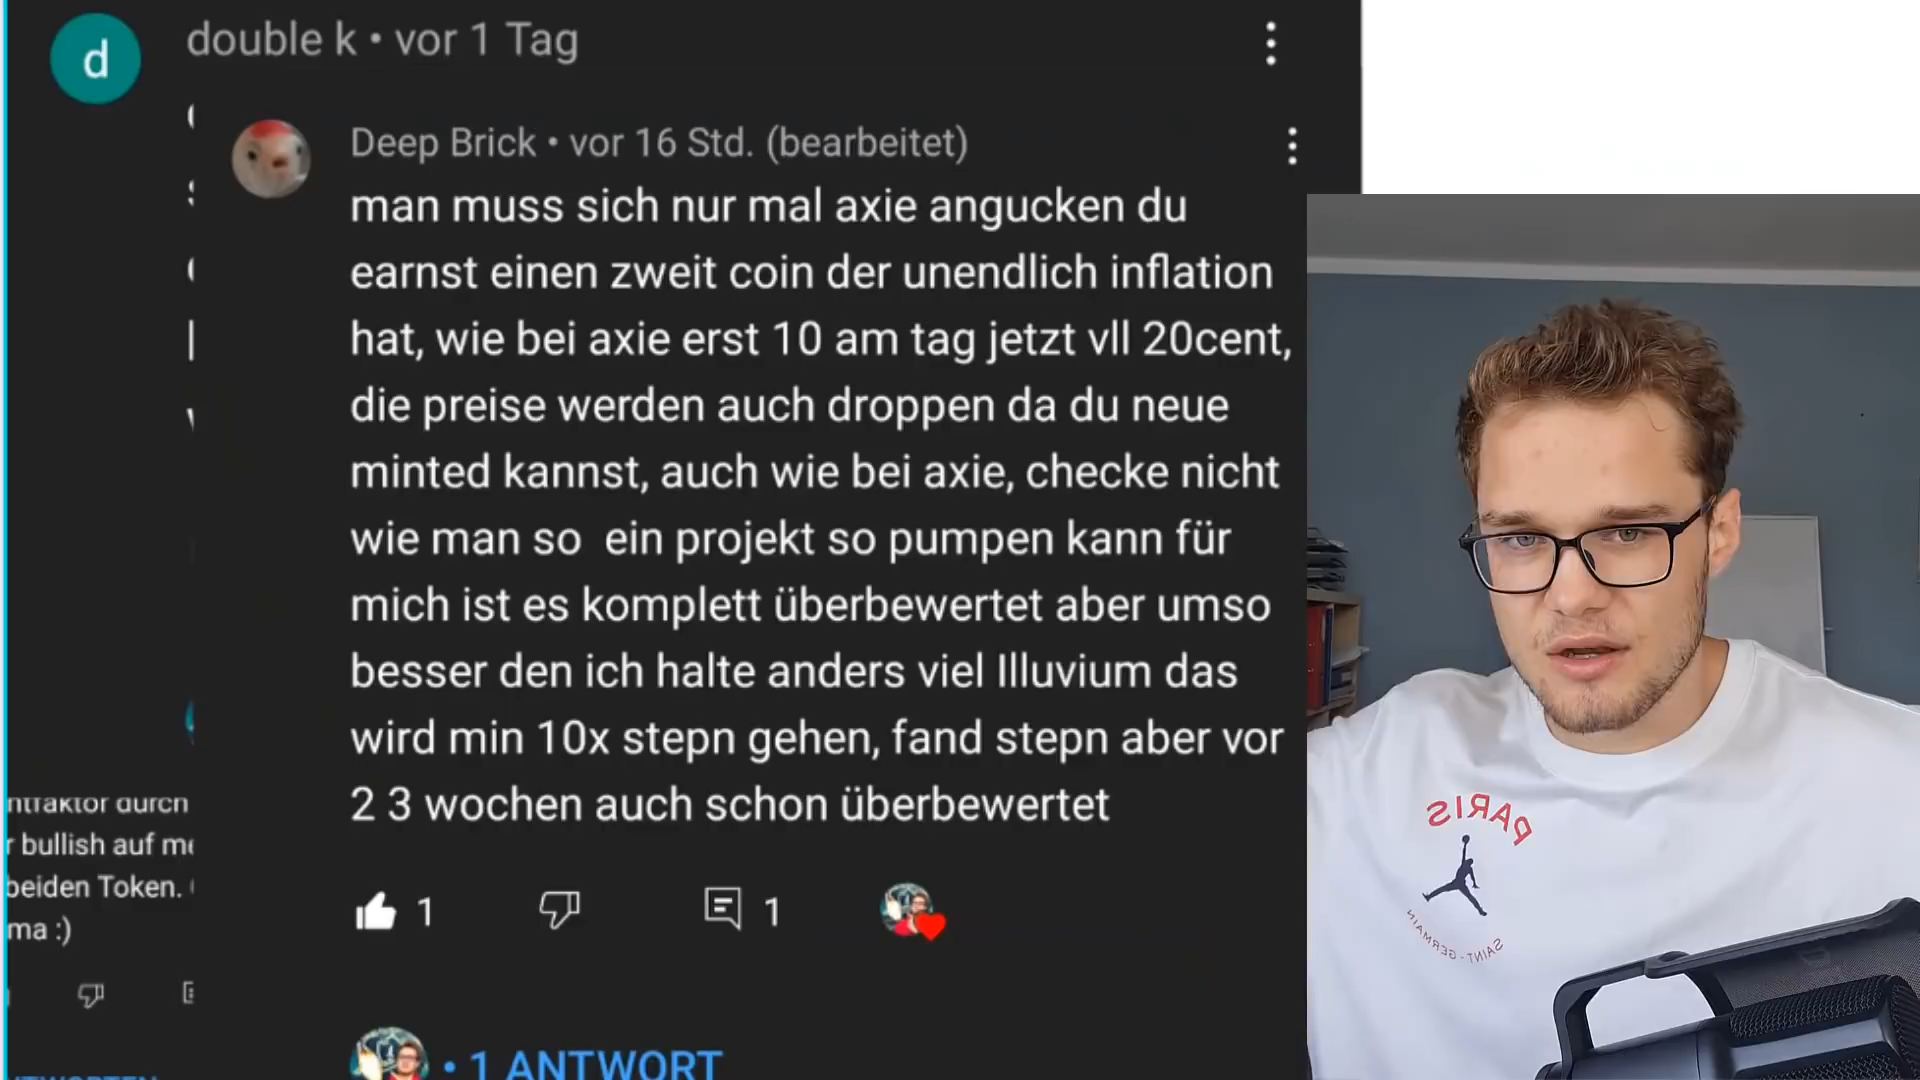 d
double k • vor 1 Tag
Deep Brick • vor 16 Std. (bearbeitet)
man muss sich nur mal axie angucken du
earnst einen zweit coin der unendlich inflation
hat, wie bei axie erst 10 am tag jetzt vll 20cent,
die preise werden auch droppen da du neue
minted kannst, auch wie bei axie, checke nicht
wie man so  ein projekt so pumpen kann für
mich ist es komplett überbewertet aber umso
besser den ich halte anders viel Illuvium das
wird min 10x stepn gehen, fand stepn aber vor
2 3 wochen auch schon überbewertet
1
1
• 1 ANTWORT
durch
bullish auf
beiden Token.
:)
PARIS
SAINT-GERMAIN